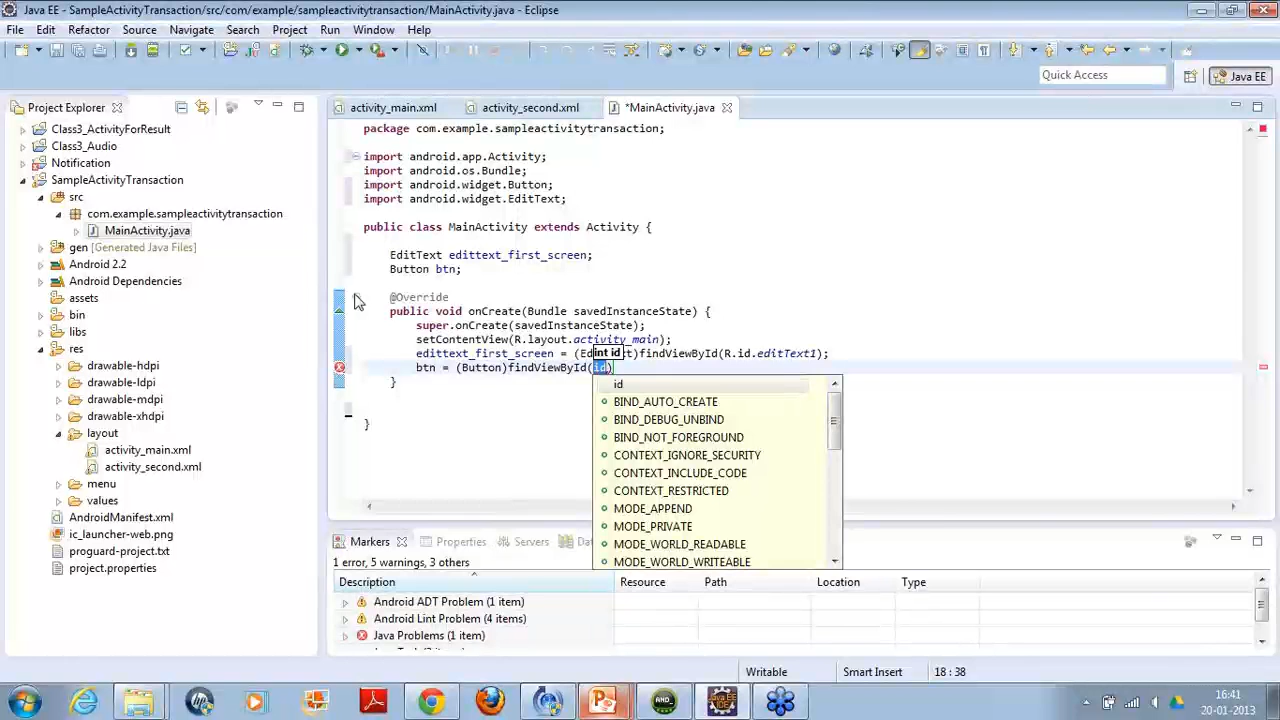 Java EE - SampleActivityTransaction/src/com/example/sampleactivitytransaction/MainActivity.java - Eclipse
File Edit Refactor Source Navigate Search Project Run Window Help
Quick Access
Java EE
Project Explorer
activity_main.xml
activity_second.xml
*MainActivity.java
Class3_ActivityForResult
Class3_Audio
Notification
SampleActivityTransaction
src
com.example.sampleactivitytransaction
MainActivity.java
gen [Generated Java Files]
Android 2.2
Android Dependencies
assets
bin
libs
res
drawable-hdpi
drawable-ldpi
drawable-mdpi
drawable-xhdpi
layout
activity_main.xml
activity_second.xml
menu
values
AndroidManifest.xml
ic_launcher-web.png
proguard-project.txt
project.properties
package com.example.sampleactivitytransaction;
import android.app.Activity;
import android.os.Bundle;
import android.widget.Button;
import android.widget.EditText;
public class MainActivity extends Activity {
EditText edittext_first_screen;
Button btn;
@Override
public void onCreate(Bundle savedInstanceState) {
super.onCreate(savedInstanceState);
setContentView(R.layout.activity_main);
int id
edittext_first_screen = (Ed t)findViewById(R.id.editText1);
btn = (Button)findViewById(id)
}
}
id
BIND_AUTO_CREATE
BIND_DEBUG_UNBIND
BIND_NOT_FOREGROUND
CONTEXT_IGNORE_SECURITY
CONTEXT_INCLUDE_CODE
CONTEXT_RESTRICTED
MODE_APPEND
MODE_PRIVATE
MODE_WORLD_READABLE
MODE_WORLD_WRITEABLE
Markers
Properties
Servers
1 error, 5 warnings, 3 others
Description Resource Path Location Type
Android ADT Problem (1 item)
Android Lint Problem (4 items)
Java Problems (1 item)
Writable
Smart Insert
18 : 38
16:41
20-01-2013